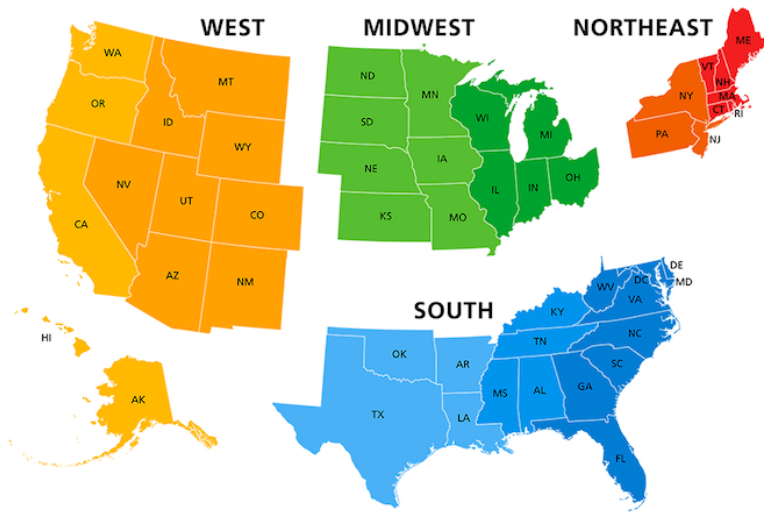 WEST
WA
OR
MT
ID
WY
NV
UT
CO
CA
AZ
NM
HI
AK
MIDWEST
ND
MN
SD
WI
MI
NE
IA
IL
IN
OH
KS
MO
NORTHEAST
ME
VT
NH
NY
MA
CT
RI
PA
NJ
SOUTH
DE
WV
DC
MD
VA
KY
NC
TN
OK
AR
SC
MS
AL
GA
TX
LA
FL